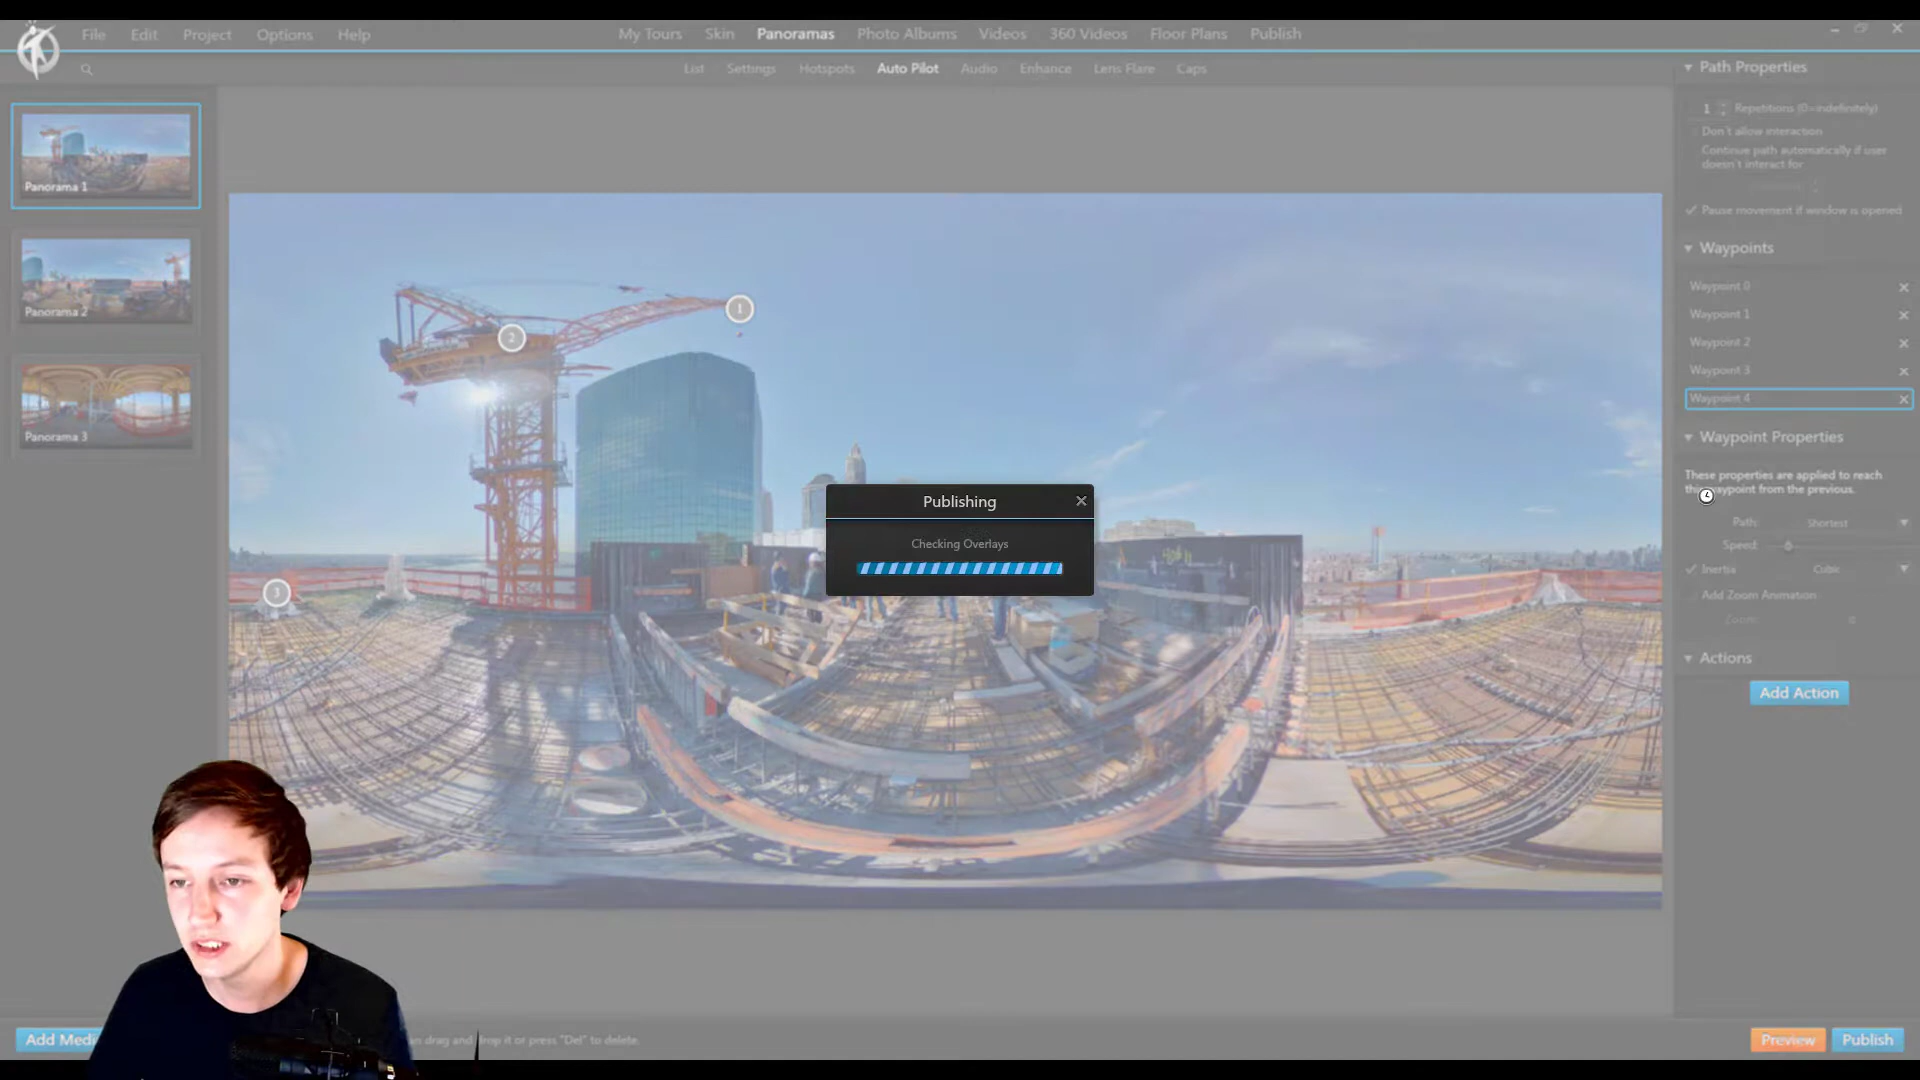 File Edit Project Options Help
My Tours Skin Panoramas Photo Albums Videos 360 Videos Floor Plans Publish
List Settings Hotspots Auto Pilot Audio Enhance Lens Flare Caps
Panorama 1
Panorama 2
Panorama 3
1
2
3
Publishing
Checking Overlays
Path Properties
1 Repetitions (0=indefinitely)
Don't allow interaction
Continue path automatically if user
doesn't interact for
Pause movement if window is opened
Waypoints
Waypoint 0
Waypoint 1
Waypoint 2
Waypoint 3
Waypoint 4
Waypoint Properties
These properties are applied to reach
waypoint from the previous.
Path: Shortest
Speed:
Inertia Cubic
Add Zoom Animation
Zoom:
Actions
Add Action
Add Medi
drag and drop it or press "Del" to delete.
Preview Publish